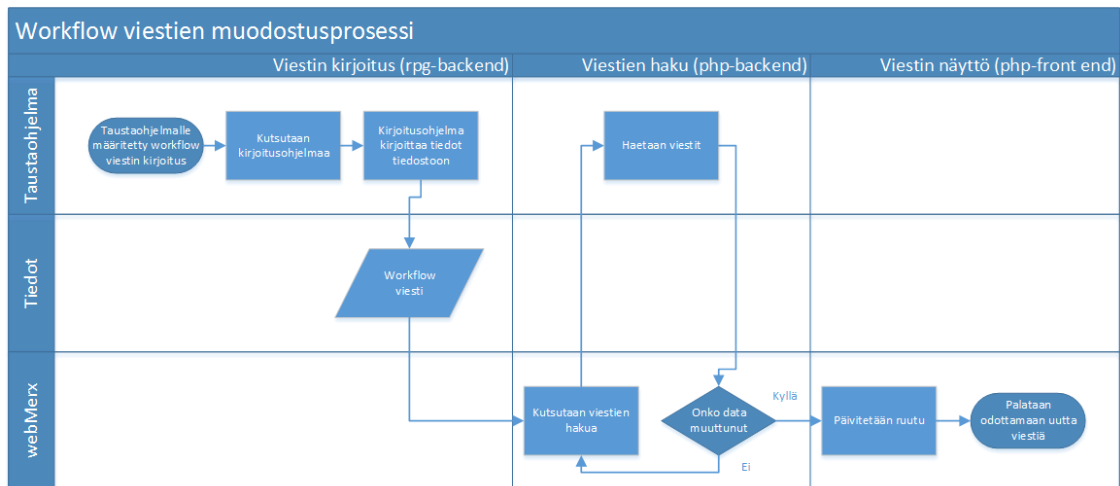 Workflow viestien muodostusprosessi
Viestin kirjoitus (rpg-backend)
Viestien haku (php-backend)
Viestin näyttö (php-front end)
Taustaohjelma
Taustaohjelmalle
määritetty workflow
viestin kirjoitus
Kutsutaan
kirjoitusohjelmaa
Kirjoitusohjelma
kirjoittaa tiedot
tiedostoon
Haetaan viestit
Tiedot
Workflow
viesti
webMerx
Kutsutaan viestien
hakua
Onko data
muuttunut
Kyllä
Ei
Päivitetään ruutu
Palataan
odottamaan uutta
viestiä